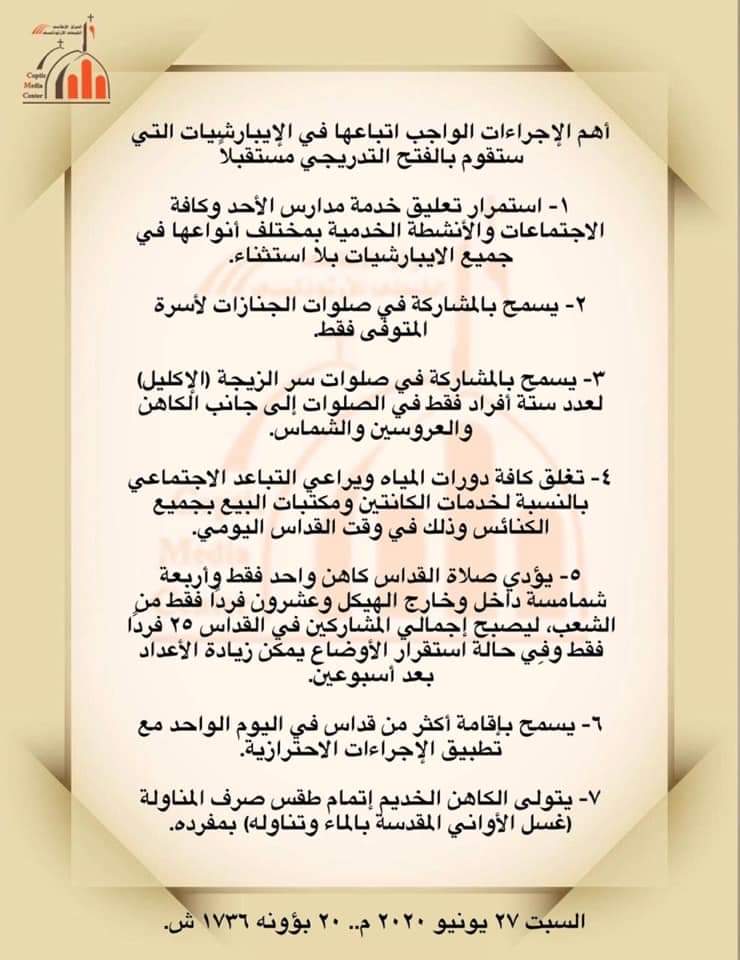 المركز الإعلامي
للكنيسة القبطية الأرثوذكسية
Coptic
Media
Center
أهم الإجراءات الواجب اتباعها في الإيبارشيات التي
ستقوم بالفتح التدريجي مستقبلاً
١- استمرار تعليق خدمة مدارس الأحد وكافة
الاجتماعات والأنشطة الخدمية بمختلف أنواعها في
جميع الايبارشيات بلا استثناء.
٢- يسمح بالمشاركة في صلوات الجنازات لأسرة
المتوفى فقط.
٣- يسمح بالمشاركة في صلوات سر الزيجة (الإكليل)
لعدد ستة أفراد فقط في الصلوات إلى جانب الكاهن
والعروسين والشماس.
٤- تغلق كافة دورات المياه ويراعي التباعد الاجتماعي
بالنسبة لخدمات الكانتين ومكتبات البيع بجميع
الكنائس وذلك في وقت القداس اليومي.
٥- يؤدي صلاة القداس كاهن واحد فقط وأربعة
شمامسة داخل وخارج الهيكل وعشرون فردًا فقط من
الشعب، ليصبح إجمالي المشاركين في القداس ٢٥ فردًا
فقط وفي حالة استقرار الأوضاع يمكن زيادة الأعداد
بعد أسبوعين.
٦- يسمح بإقامة أكثر من قداس في اليوم الواحد مع
تطبيق الإجراءات الاحترازية.
٧- يتولى الكاهن الخديم إتمام طقس صرف المناولة
(غسل الأواني المقدسة بالماء وتناوله) بمفرده.
السبت ٢٧ يونيو ٢٠٢٠ م.. ٢٠ بؤونه ١٧٣٦ ش.